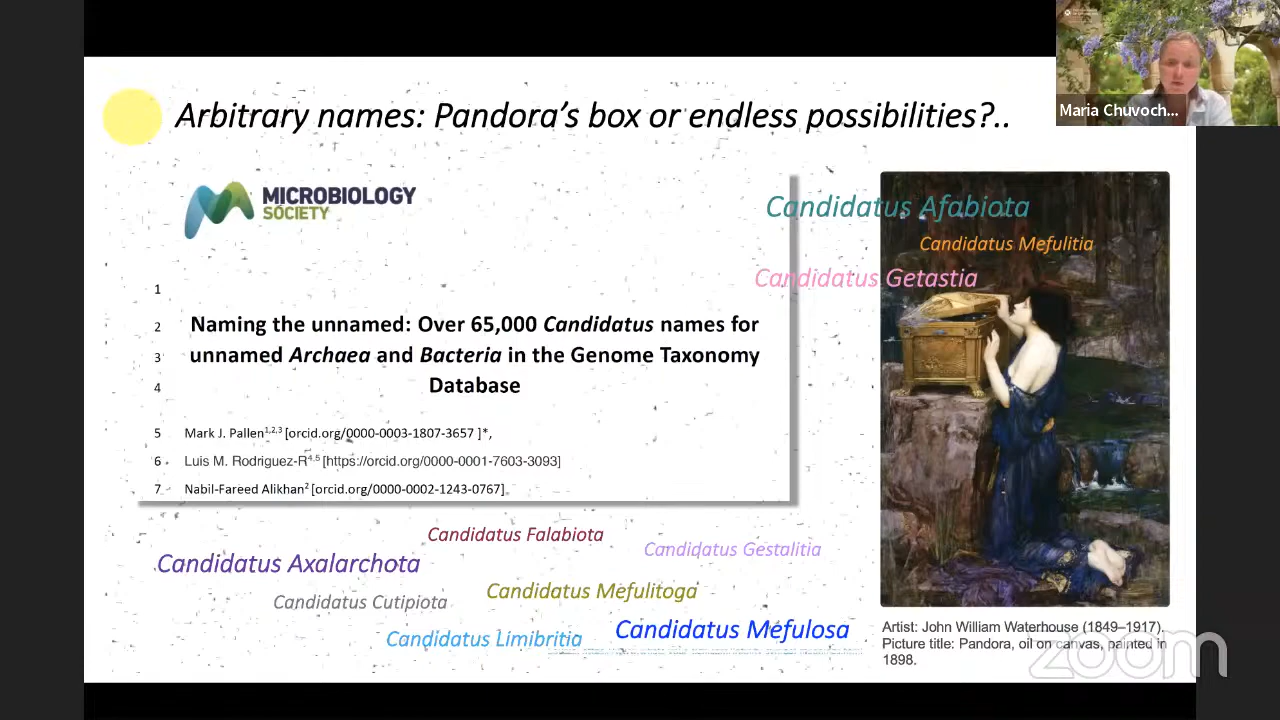 Arbitrary names: Pandora's box or endless possibilities?..
Maria Chuvoch...
MICROBIOLOGY
SOCIETY
Candidatus Afabiota
Candidatus Mefulitia
Candidatus Getastia
1
2 Naming the unnamed: Over 65,000 Candidatus names for
3 unnamed Archaea and Bacteria in the Genome Taxonomy
4 Database
5 Mark J. Pallen1,2,3 [orcid.org/0000-0003-1807-3657 ]*,
6 Luis M. Rodriguez-R4,5 [https://orcid.org/0000-0001-7603-3093]
7 Nabil-Fareed Alikhan2 [orcid.org/0000-0002-1243-0767]
Candidatus Falabiota
Candidatus Gestalitia
Candidatus Axalarchota
Candidatus Mefulitoga
Candidatus Cutipiota
Candidatus Mefulosa
Candidatus Limibritia
Artist: John William Waterhouse (1849–1917).
Picture title: Pandora, oil on canvas, painted in
1898.
zoom